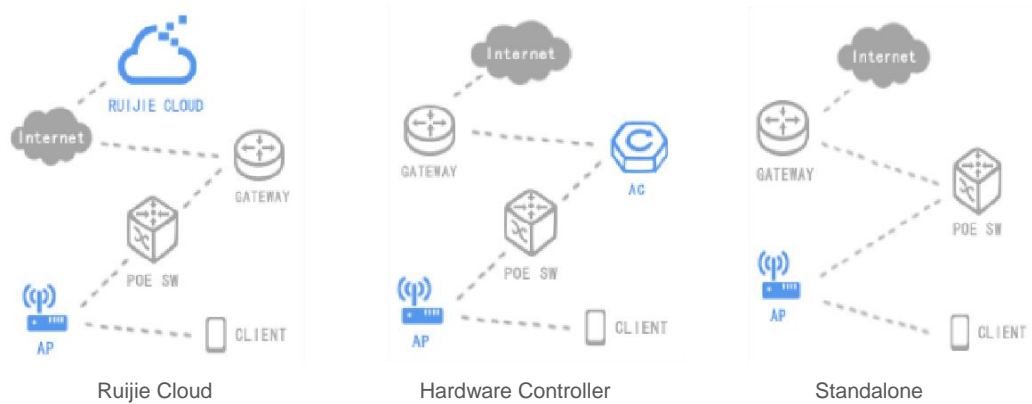 RUIJIE CLOUD
Internet
GATEWAY
POE SW
AP
CLIENT
Ruijie Cloud
Internet
GATEWAY
AC
POE SW
AP
CLIENT
Hardware Controller
Internet
GATEWAY
POE SW
AP
CLIENT
Standalone